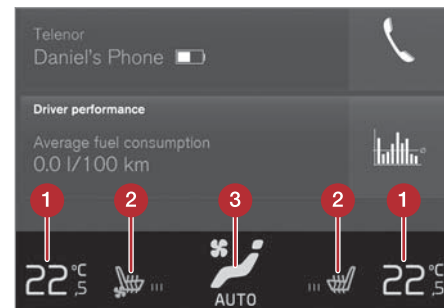 Telenor
Daniel's Phone
Driver performance
Average fuel consumption
0.0 l/100 km
1 2 3 2 1
22°C ,5 AUTO 22°C ,5